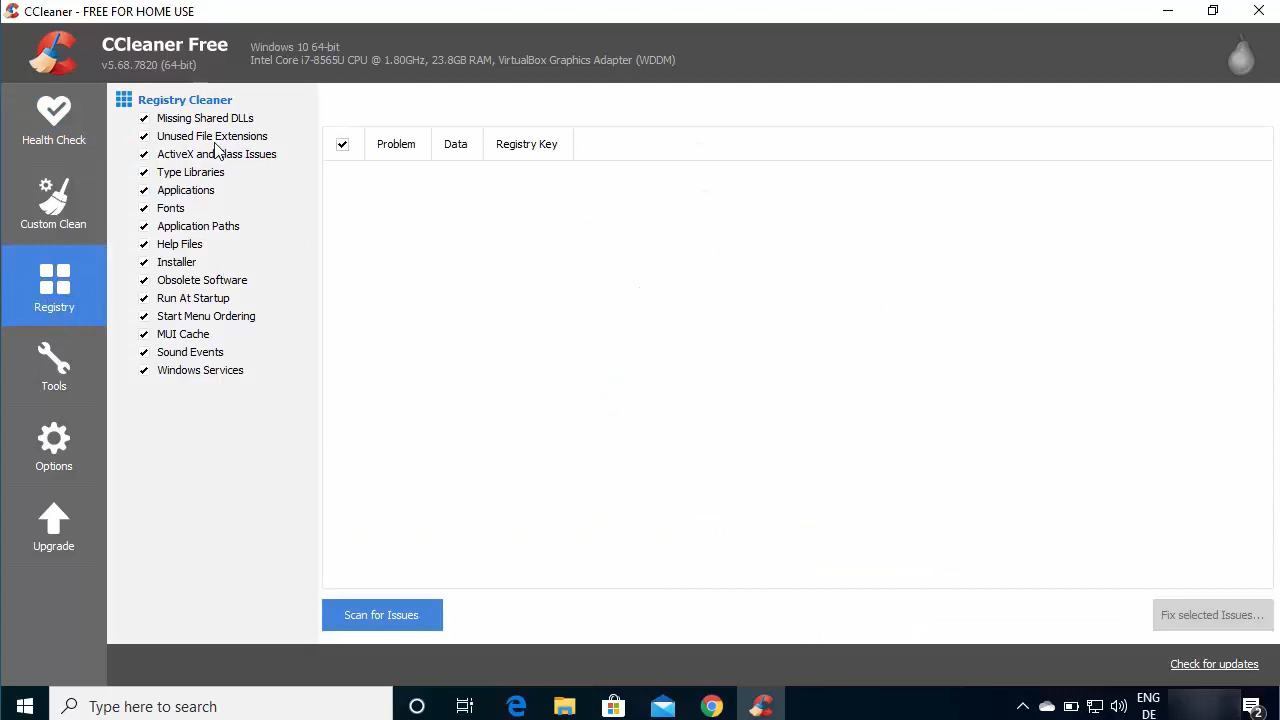 CCleaner - FREE FOR HOME USE
CCleaner Free
v5.68.7820 (64-bit)
Windows 10 64-bit
Intel Core i7-8565U CPU @ 1.80GHz, 23.8GB RAM, VirtualBox Graphics Adapter (WDDM)
Health Check
Custom Clean
Registry
Tools
Options
Upgrade
Registry Cleaner
Missing Shared DLLs
Unused File Extensions
ActiveX and Class Issues
Type Libraries
Applications
Fonts
Application Paths
Help Files
Installer
Obsolete Software
Run At Startup
Start Menu Ordering
MUI Cache
Sound Events
Windows Services
Problem Data Registry Key
Scan for Issues
Fix selected Issues...
Check for updates
Type here to search
ENG
DE
2